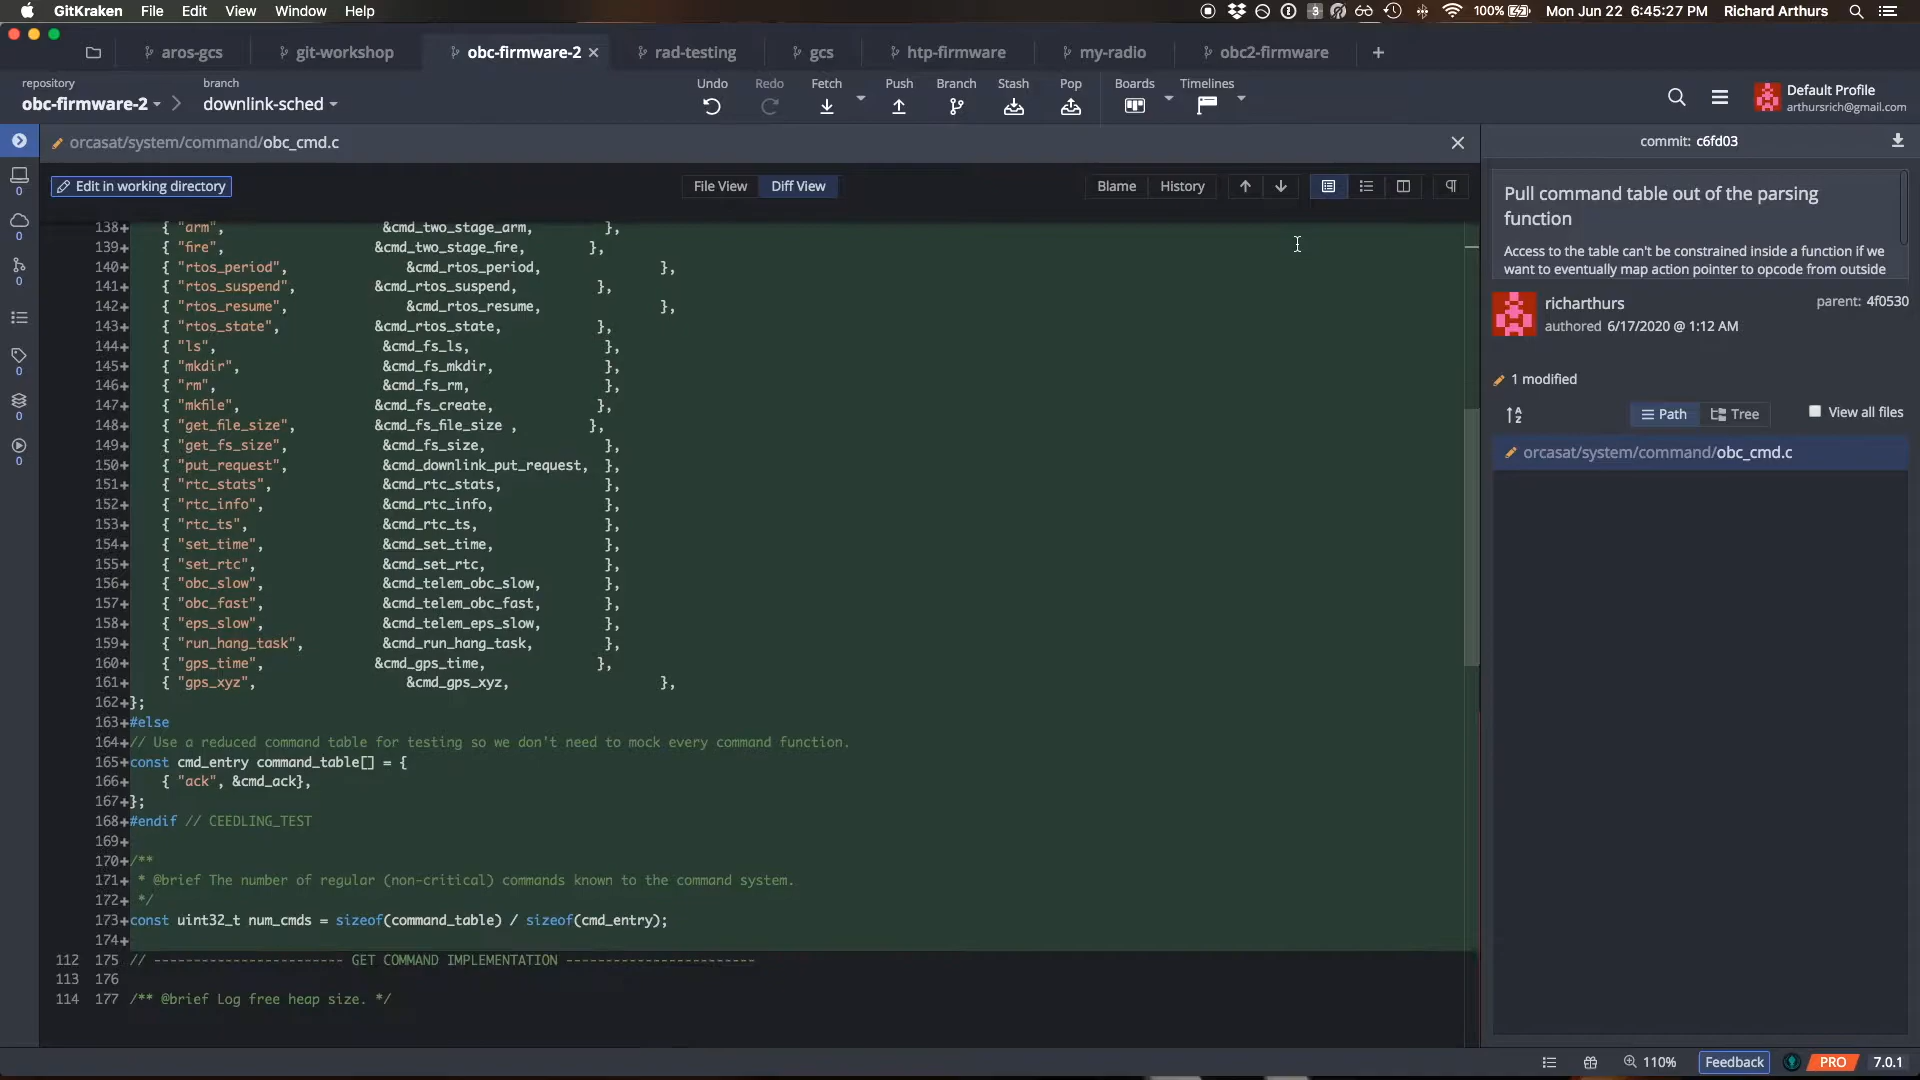 GitKraken File Edit View Window Help 3 100% Mon Jun 22 6:45:27 PM Richard Arthurs
aros-gcs git-workshop obc-firmware-2 rad-testing gcs htp-firmware my-radio obc2-firmware
repository branch
obc-firmware-2 downlink-sched
Undo Redo Fetch Push Branch Stash Pop Boards Timelines
Default Profile
arthursrich@gmail.com
orcasat/system/command/obc_cmd.c
commit: c6fd03
Edit in working directory File View Diff View Blame History
138+ { "arm", &cmd_two_stage_arm, },
139+ { "fire", &cmd_two_stage_fire, },
140+ { "rtos_period", &cmd_rtos_period, },
141+ { "rtos_suspend", &cmd_rtos_suspend, },
142+ { "rtos_resume", &cmd_rtos_resume, },
143+ { "rtos_state", &cmd_rtos_state, },
144+ { "ls", &cmd_fs_ls, },
145+ { "mkdir", &cmd_fs_mkdir, },
146+ { "rm", &cmd_fs_rm, },
147+ { "mkfile", &cmd_fs_create, },
148+ { "get_file_size", &cmd_fs_file_size , },
149+ { "get_fs_size", &cmd_fs_size, },
150+ { "put_request", &cmd_downlink_put_request, },
151+ { "rtc_stats", &cmd_rtc_stats, },
152+ { "rtc_info", &cmd_rtc_info, },
153+ { "rtc_ts", &cmd_rtc_ts, },
154+ { "set_time", &cmd_set_time, },
155+ { "set_rtc", &cmd_set_rtc, },
156+ { "obc_slow", &cmd_telem_obc_slow, },
157+ { "obc_fast", &cmd_telem_obc_fast, },
158+ { "eps_slow", &cmd_telem_eps_slow, },
159+ { "run_hang_task", &cmd_run_hang_task, },
160+ { "gps_time", &cmd_gps_time, },
161+ { "gps_xyz", &cmd_gps_xyz, },
162+ };
163+ #else
164+ // Use a reduced command table for testing so we don't need to mock every command function.
165+ const cmd_entry command_table[] = {
166+ { "ack", &cmd_ack},
167+ };
168+ #endif // CEEDLING_TEST
169+
170+ /**
171+ * @brief The number of regular (non-critical) commands known to the command system.
172+ */
173+ const uint32_t num_cmds = sizeof(command_table) / sizeof(cmd_entry);
174+
112 175 // ------------------------ GET COMMAND IMPLEMENTATION ------------------------
113 176
114 177 /** @brief Log free heap size. */
0
0
0
0
0
0
Pull command table out of the parsing
function
Access to the table can't be constrained inside a function if we
want to eventually map action pointer to opcode from outside
richarthurs parent: 4f0530
authored 6/17/2020 @ 1:12 AM
1 modified
Path Tree View all files
orcasat/system/command/obc_cmd.c
110% Feedback PRO 7.0.1